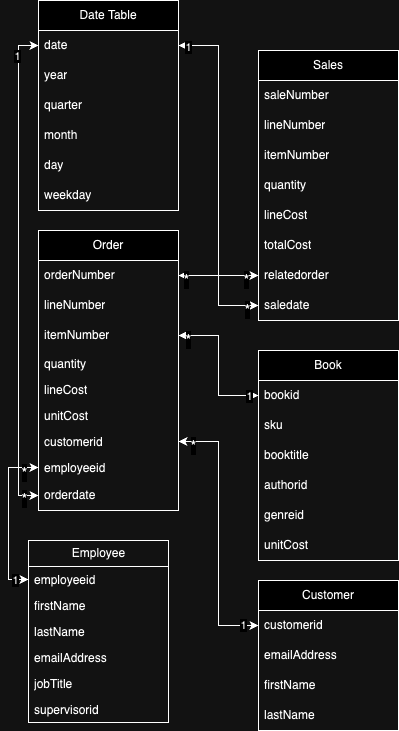 Date Table
date
year
quarter
month
day
weekday
1
1
Sales
saleNumber
lineNumber
itemNumber
quantity
lineCost
totalCost
relatedorder
saledate
*
*
*
Order
orderNumber
lineNumber
itemNumber
quantity
lineCost
unitCost
customerid
employeeid
orderdate
*
*
*
*
Book
bookid
sku
booktitle
authorid
genreid
unitCost
1
Employee
employeeid
firstName
lastName
emailAddress
jobTitle
supervisorid
1
Customer
customerid
emailAddress
firstName
lastName
1